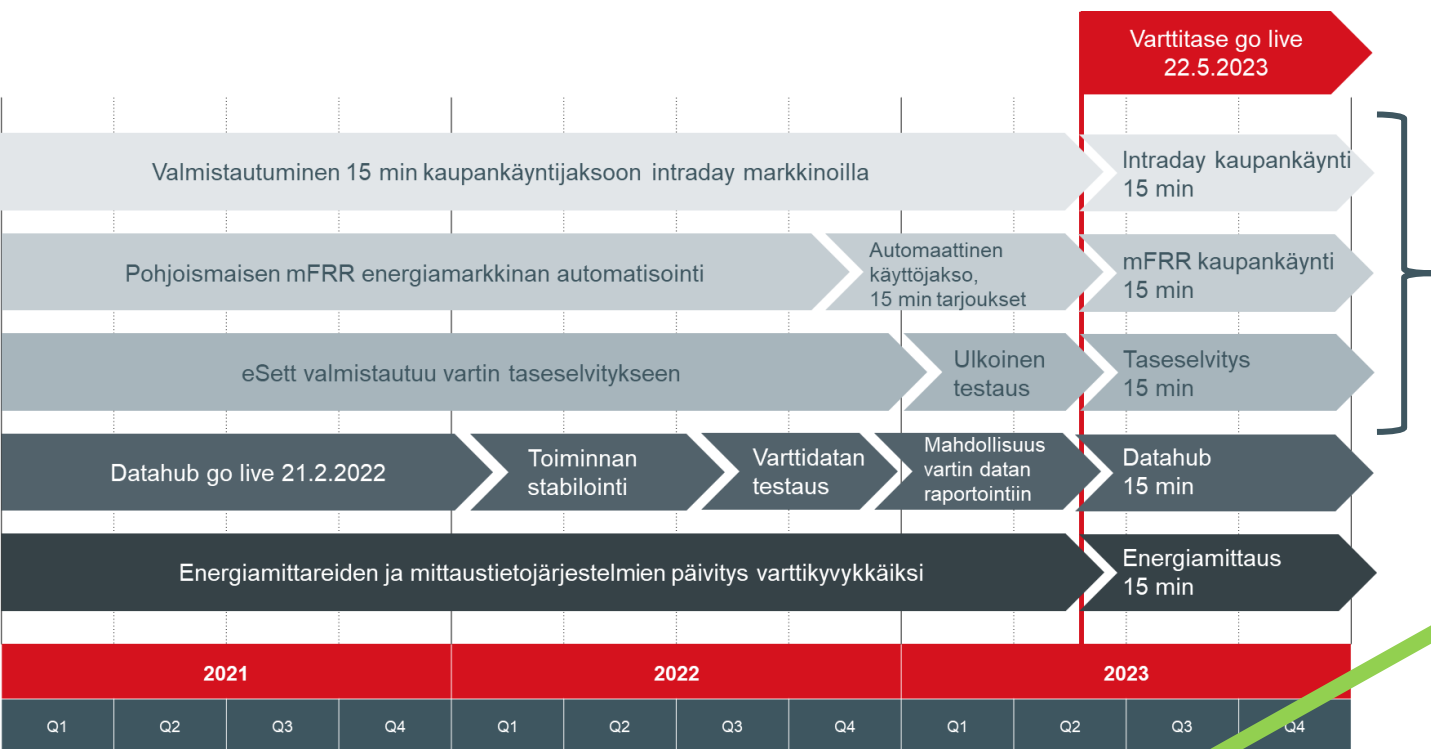 Varttitase go live
22.5.2023
Valmistautuminen 15 min kaupankäyntijaksoon intraday markkinoilla
Intraday kaupankäynti
15 min
Pohjoismaisen mFRR energiamarkkinan automatisointi
Automaattinen
käyttöjakso,
15 min tarjoukset
mFRR kaupankäynti
15 min
eSett valmistautuu vartin taseselvitykseen
Ulkoinen
testaus
Taseselvitys
15 min
Datahub go live 21.2.2022
Toiminnan
stabilointi
Varttidatan
testaus
Mahdollisuus
vartin datan
raportointiin
Datahub
15 min
Energiamittareiden ja mittaustietojärjestelmien päivitys varttikyvykkäiksi
Energiamittaus
15 min
2021 2022 2023
Q1 Q2 Q3 Q4 Q1 Q2 Q3 Q4 Q1 Q2 Q3 Q4